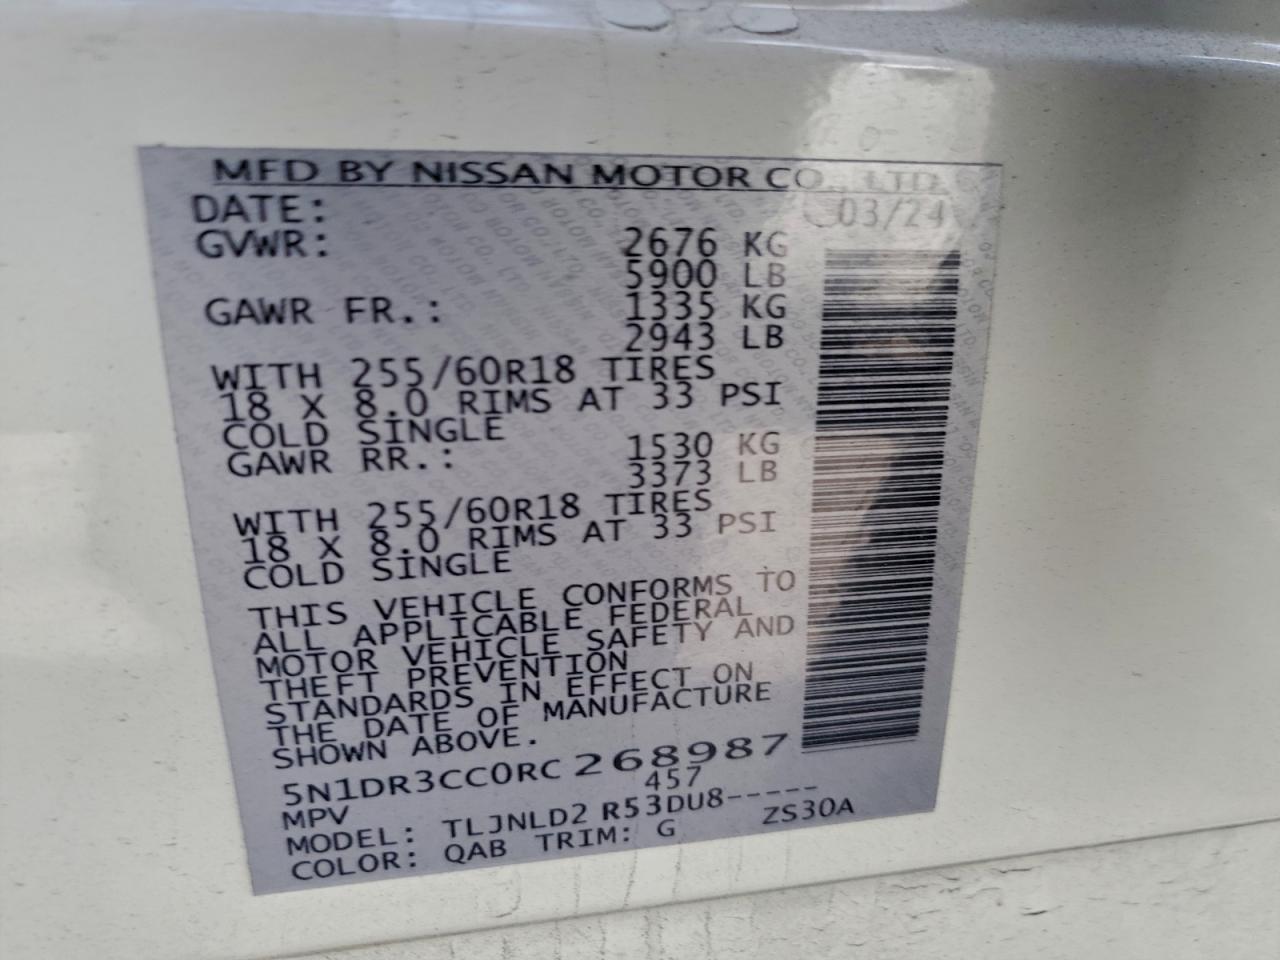 MFD BY NISSAN MOTOR CO., LTD.
DATE: 03/24
GVWR: 2676 KG
5900 LB
GAWR FR.: 1335 KG
2943 LB
WITH 255/60R18 TIRES
18 X 8.0 RIMS AT 33 PSI
COLD SINGLE
GAWR RR.: 1530 KG
3373 LB
WITH 255/60R18 TIRES
18 X 8.0 RIMS AT 33 PSI
COLD SINGLE
THIS VEHICLE CONFORMS TO
ALL APPLICABLE FEDERAL
MOTOR VEHICLE SAFETY AND
THEFT PREVENTION
STANDARDS IN EFFECT ON
THE DATE OF MANUFACTURE
SHOWN ABOVE.
5N1DR3CC0RC268987
MPV 457
MODEL: TLJNLD2 R53DU8-----
COLOR: QAB TRIM: G ZS30A